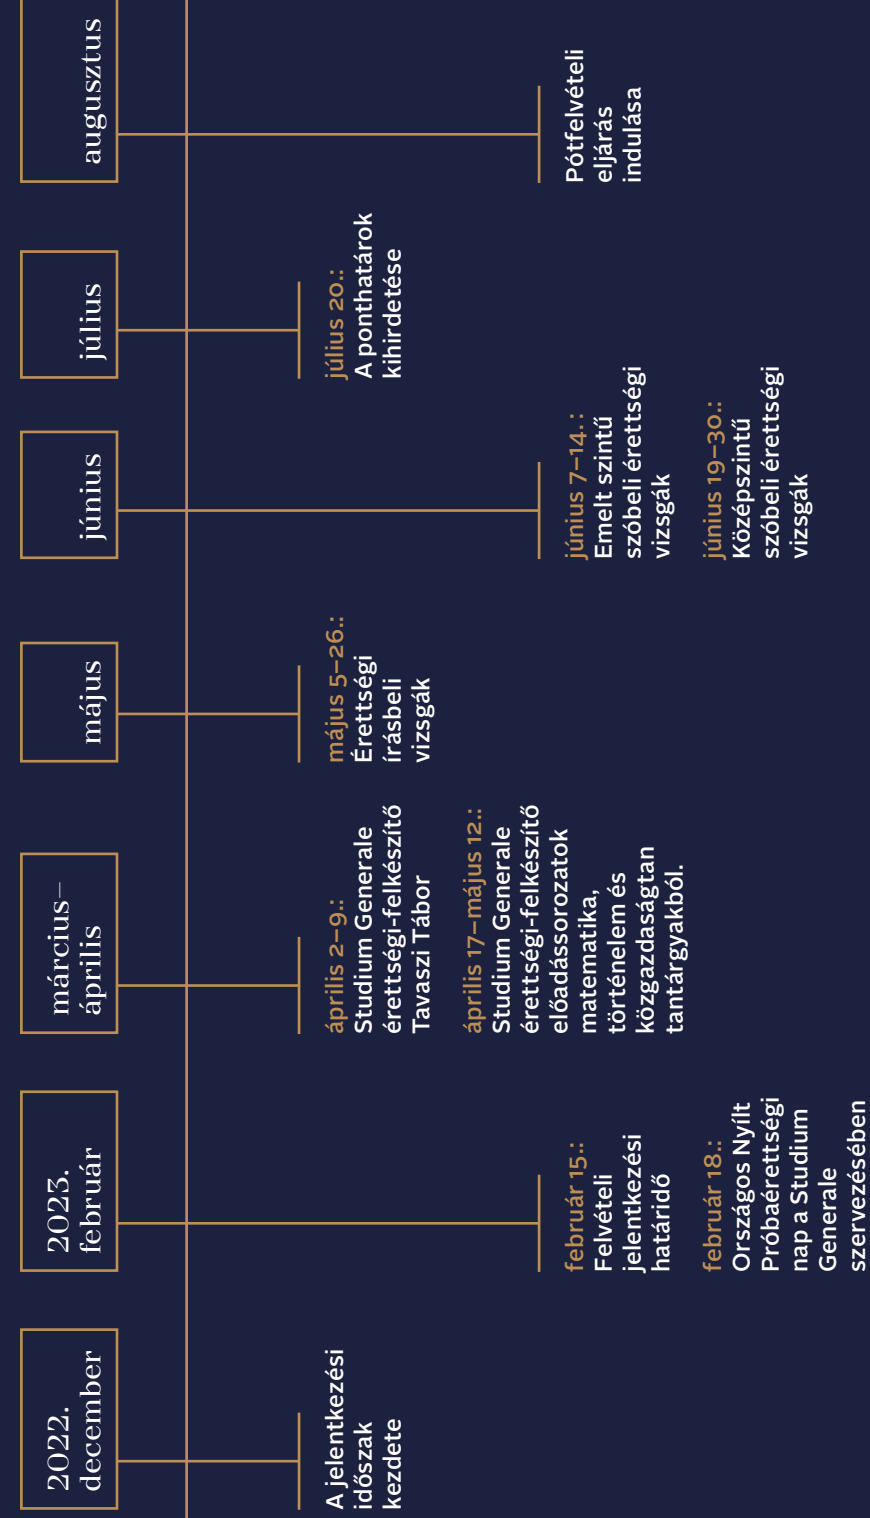 2022.
december
A jelentkezési
időszak
kezdete
2023.
február
február 15.:
Felvételi
jelentkezési
határidő
február 18.:
Országos Nyílt
Próbaérettségi
nap a Studium
Generale
szervezésében
március–
április
április 2–9.:
Studium Generale
érettségi-felkészítő
Tavaszi Tábor
április 17–május 12.:
Studium Generale
érettségi-felkészítő
előadássorozatok
matematika,
történelem és
közgazdaságtan
tantárgyakból.
május
május 5–26.:
Érettségi
írásbeli
vizsgák
június
június 7–14. :
Emelt szintű
szóbeli érettségi
vizsgák
június 19–30.:
Középszintű
szóbeli érettségi
vizsgák
július
július 20.:
A ponthatárok
kihirdetése
augusztus
Pótfelvételi
eljárás
indulása